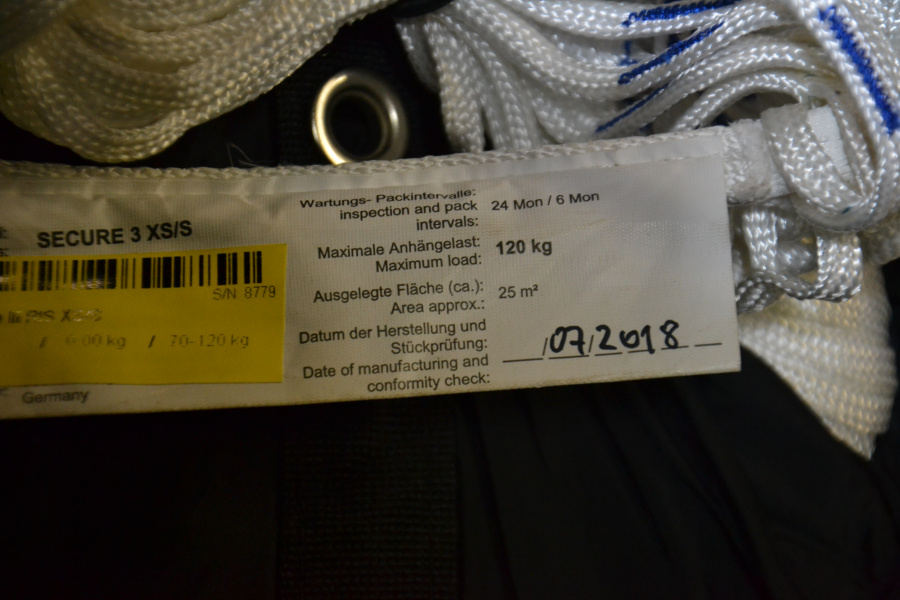 SECURE 3 XS/S
S/N: 8779
70-120 kg
Germany
Wartungs- Packintervalle:
inspection and pack
intervals:
24 Mon / 6 Mon
Maximale Anhängelast:
Maximum load:
120 kg
Ausgelegte Fläche (ca.):
Area approx.:
25 m²
Datum der Herstellung und
Stückprüfung:
Date of manufacturing and
conformity check:
__/07/2018